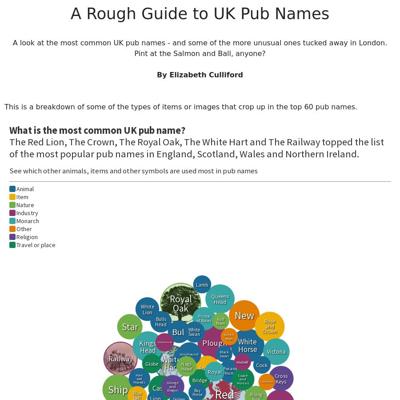 A Rough Guide to UK Pub Names
A look at the most common UK pub names - and some of the more unusual ones tucked away in London.
Pint at the Salmon and Ball, anyone?
By Elizabeth Culliford
This is a breakdown of some of the types of items or images that crop up in the top 60 pub names.
What is the most common UK pub name?
The Red Lion, The Crown, The Royal Oak, The White Hart and The Railway topped the list
of the most popular pub names in England, Scotland, Wales and Northern Ireland.
See which other animals, items and other symbols are used most in pub names
Animal
Item
Nature
Industry
Monarch
Other
Religion
Travel or place
Lamb
Royal
Oak
Queens
Head
White
Lion
Bulls
Head
New
Star
Bul
White
Swan
Kings
Head
Plough
White
Horse
Victoria
Railway
Globe
Cock
Royal
Cross
Keys
Bridge
Ship
Red